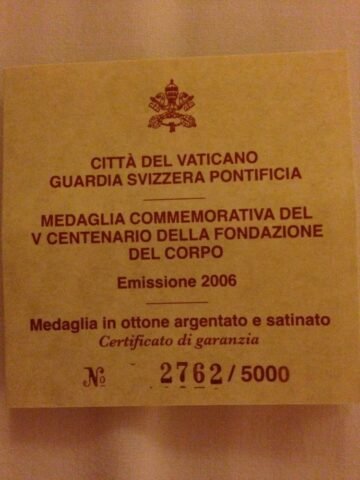 CITTÀ DEL VATICANO
GUARDIA SVIZZERA PONTIFICIA
MEDAGLIA COMMEMORATIVA DEL
V CENTENARIO DELLA FONDAZIONE
DEL CORPO
Emissione 2006
Medaglia in ottone argentato e satinato
Certificato di garanzia
No 2762 / 5000